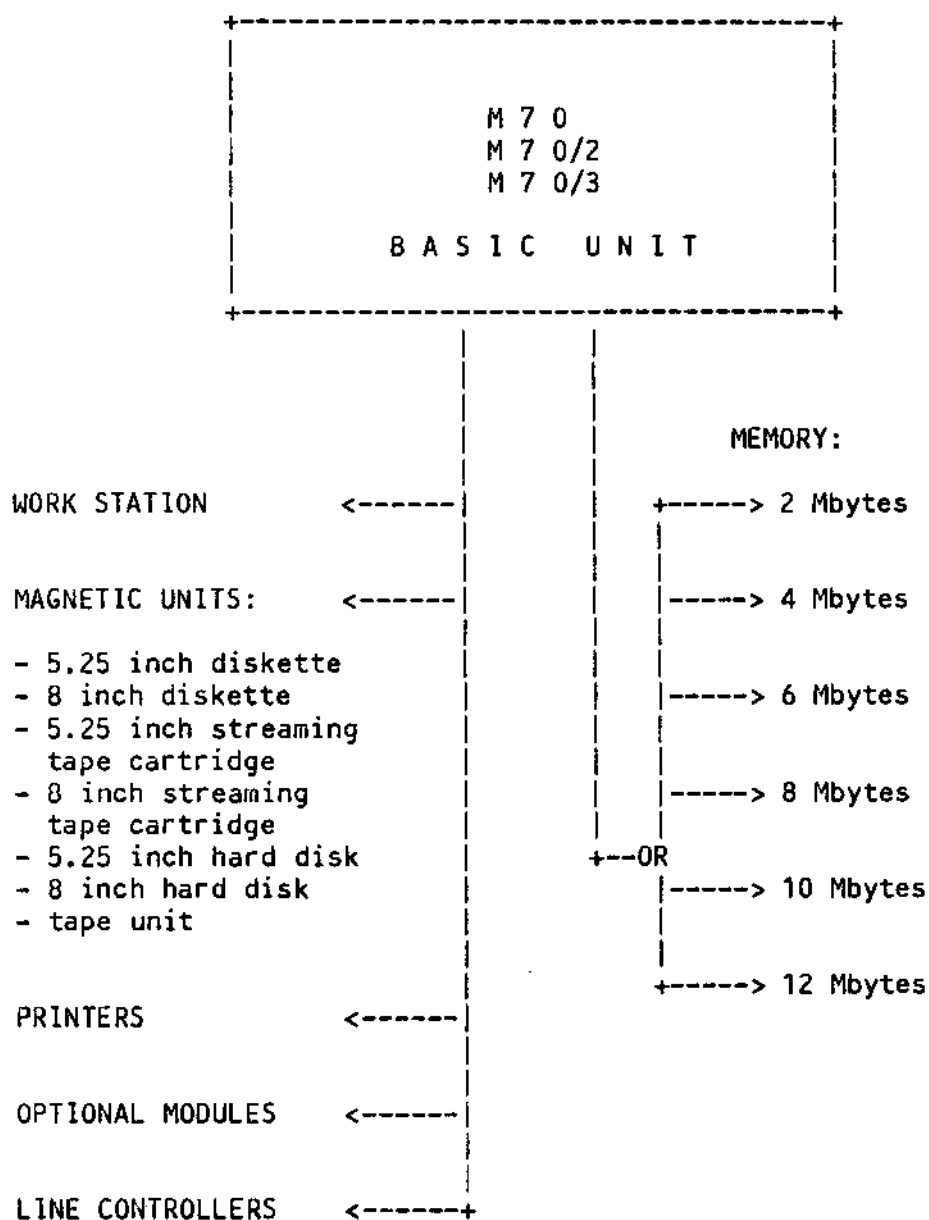 M 7 0
M 7 0/2
M 7 0/3
B A S I C U N I T
MEMORY:
WORK STATION
2 Mbytes
MAGNETIC UNITS:
4 Mbytes
- 5.25 inch diskette
- 8 inch diskette
6 Mbytes
- 5.25 inch streaming
tape cartridge
- 8 inch streaming
8 Mbytes
tape cartridge
- 5.25 inch hard disk
OR
- 8 inch hard disk
10 Mbytes
- tape unit
12 Mbytes
PRINTERS
OPTIONAL MODULES
LINE CONTROLLERS